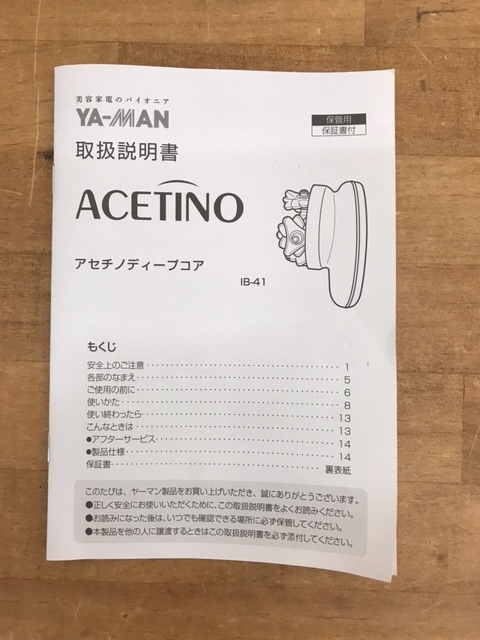 美容家電のパイオニア
YA-MAN
保管用
保証書付
取扱説明書
ACETINO
アセチノディープコア
IB-41
もくじ
安全上のご注意 1
各部のなまえ 5
ご使用の前に 6
使いかた 8
使い終わったら 13
こんなときは 13
●アフターサービス 14
●製品仕様 14
保証書 裏表紙
このたびは、ヤーマン製品をお買い上げいただき、誠にありがとうございます。
●正しく安全にお使いいただくために、この取扱説明書をよくお読みください。
●お読みになった後は、いつでも確認できる場所に必ず保管してください。
●本製品を他の人に譲渡するときはこの取扱説明書を必ず添付してください。